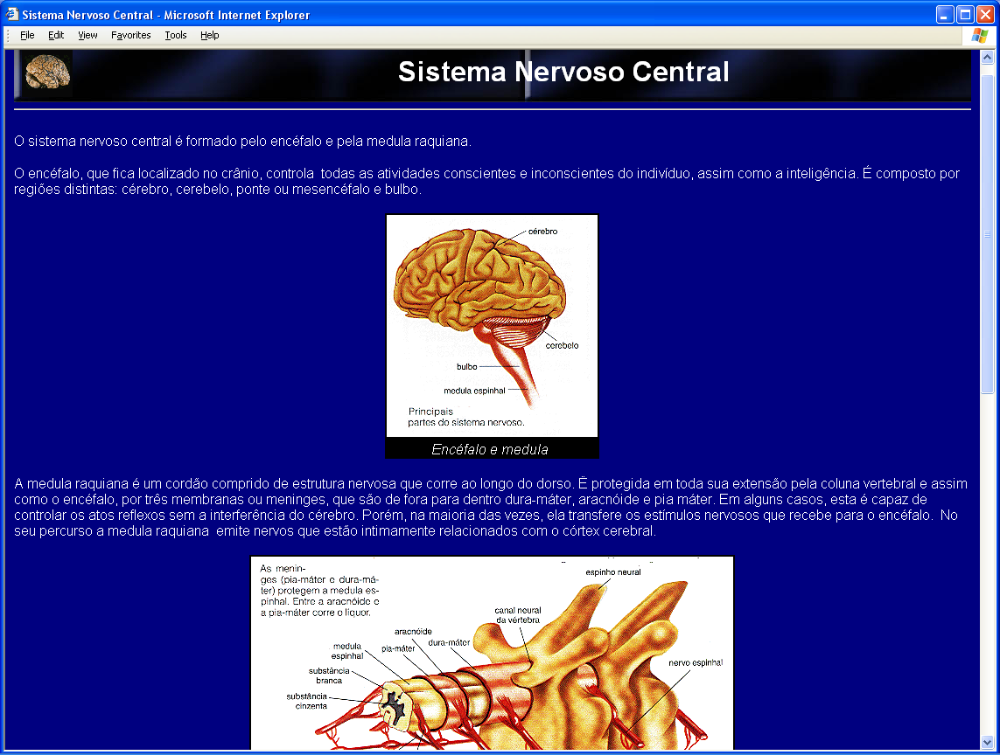 Sistema Nervoso Central - Microsoft Internet Explorer
File Edit View Favorites Tools Help
Sistema Nervoso Central
O sistema nervoso central é formado pelo encéfalo e pela medula raquiana.
O encéfalo, que fica localizado no crânio, controla  todas as atividades conscientes e inconscientes do indivíduo, assim como a inteligência. É composto por
regiões distintas: cérebro, cerebelo, ponte ou mesencéfalo e bulbo.
cérebro
cerebelo
bulbo
medula espinhal
Principais
partes do sistema nervoso.
Encéfalo e medula
A medula raquiana é um cordão comprido de estrutura nervosa que corre ao longo do dorso. Ë protegida em toda sua extensão pela coluna vertebral e assim
como o encéfalo, por três membranas ou meninges, que são de fora para dentro dura-máter, aracnóide e pia máter. Em alguns casos, esta é capaz de
controlar os atos reflexos sem a interferência do cérebro. Porém, na maioria das vezes, ela transfere os estímulos nervosos que recebe para o encéfalo.  No
seu percurso a medula raquiana  emite nervos que estão intimamente relacionados com o córtex cerebral.
As menin-
ges (pia-máter e dura-má-
ter) protegem a medula es-
pinhal. Entre a aracnóide e
a pia-máter corre o líquor.
espinho neural
canal neural
da vértebra
aracnóide
dura-máter
pia-máter
medula
espinhal
nervo espinhal
substância
branca
substância
cinzenta